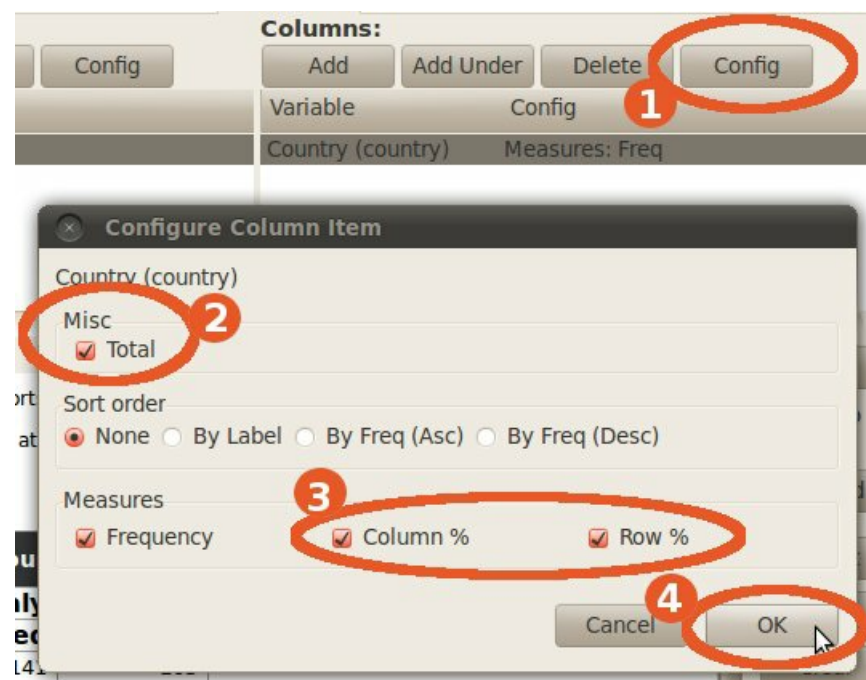 Columns:
Config Add Add Under Delete Config
1
Variable Config
Country (country) Measures: Freq
Configure Column Item
Country (country)
Misc 2
Total
Sort order
None By Label By Freq (Asc) By Freq (Desc)
at
Measures 3
Frequency Column % Row %
4
Cancel OK
141